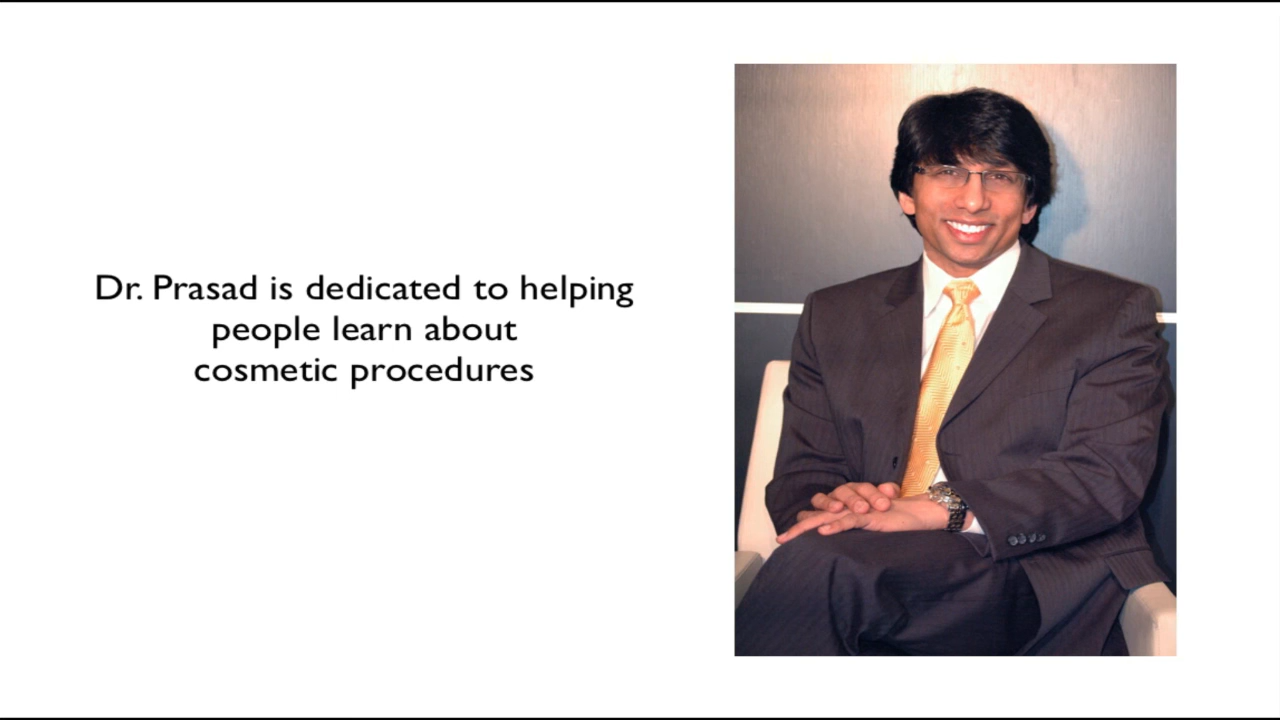 Dr. Prasad is dedicated to helping
people learn about
cosmetic procedures